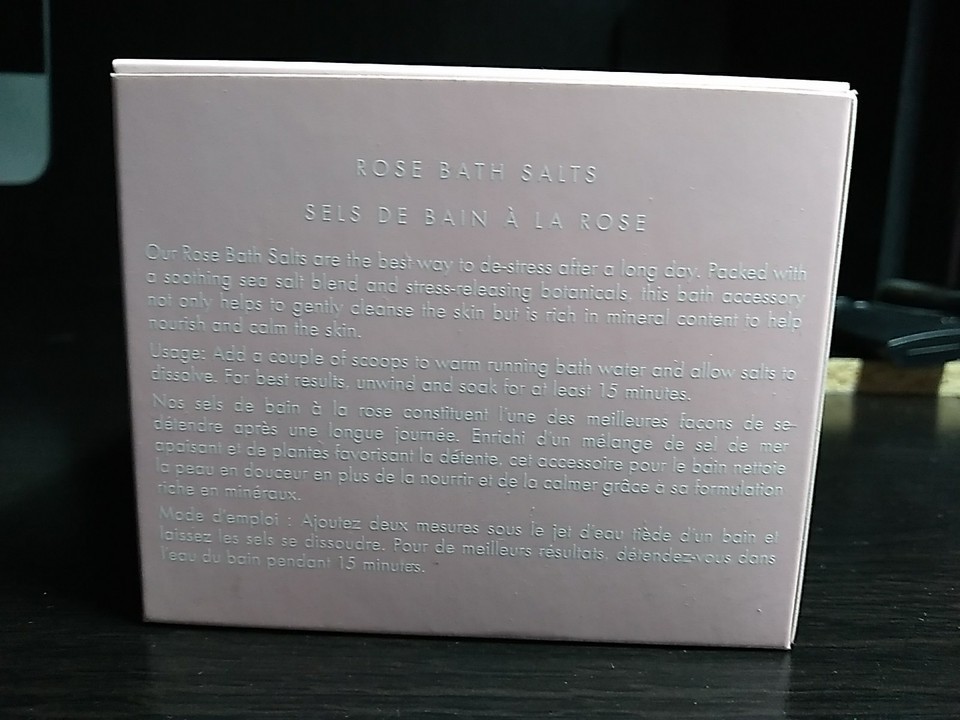 ROSE BATH SALTS
SELS DE BAIN À LA ROSE
Our Rose Bath Salts are the best way to de-stress after a long day. Packed with
a soothing sea salt blend and stress-releasing botanicals, this bath accessory
not only helps to gently cleanse the skin but is rich in mineral content to help
nourish and calm the skin.
Usage: Add a couple of scoops to warm running bath water and allow salts to
dissolve. For best results, unwind and soak for at least 15 minutes.
Nos sels de bain à la rose constituent l'une des meilleures facons de se-
détendre après une longue journée. Enrichi d'un mélange de sel de mer
apaisant et de plantes favorisant la détente, cet accessoire pour le bain nettoie
la peau en douceur en plus de la nourrir et de la calmer grâce à sa formulation
riche en minéraux.
Mode d'emploi : Ajoutez deux mesures sous le jet d'eau tiède d'un bain et
laissez les sels se dissoudre. Pour de meilleurs résultats, détendez-vous dans
l'eau du bain pendant 15 minutes.